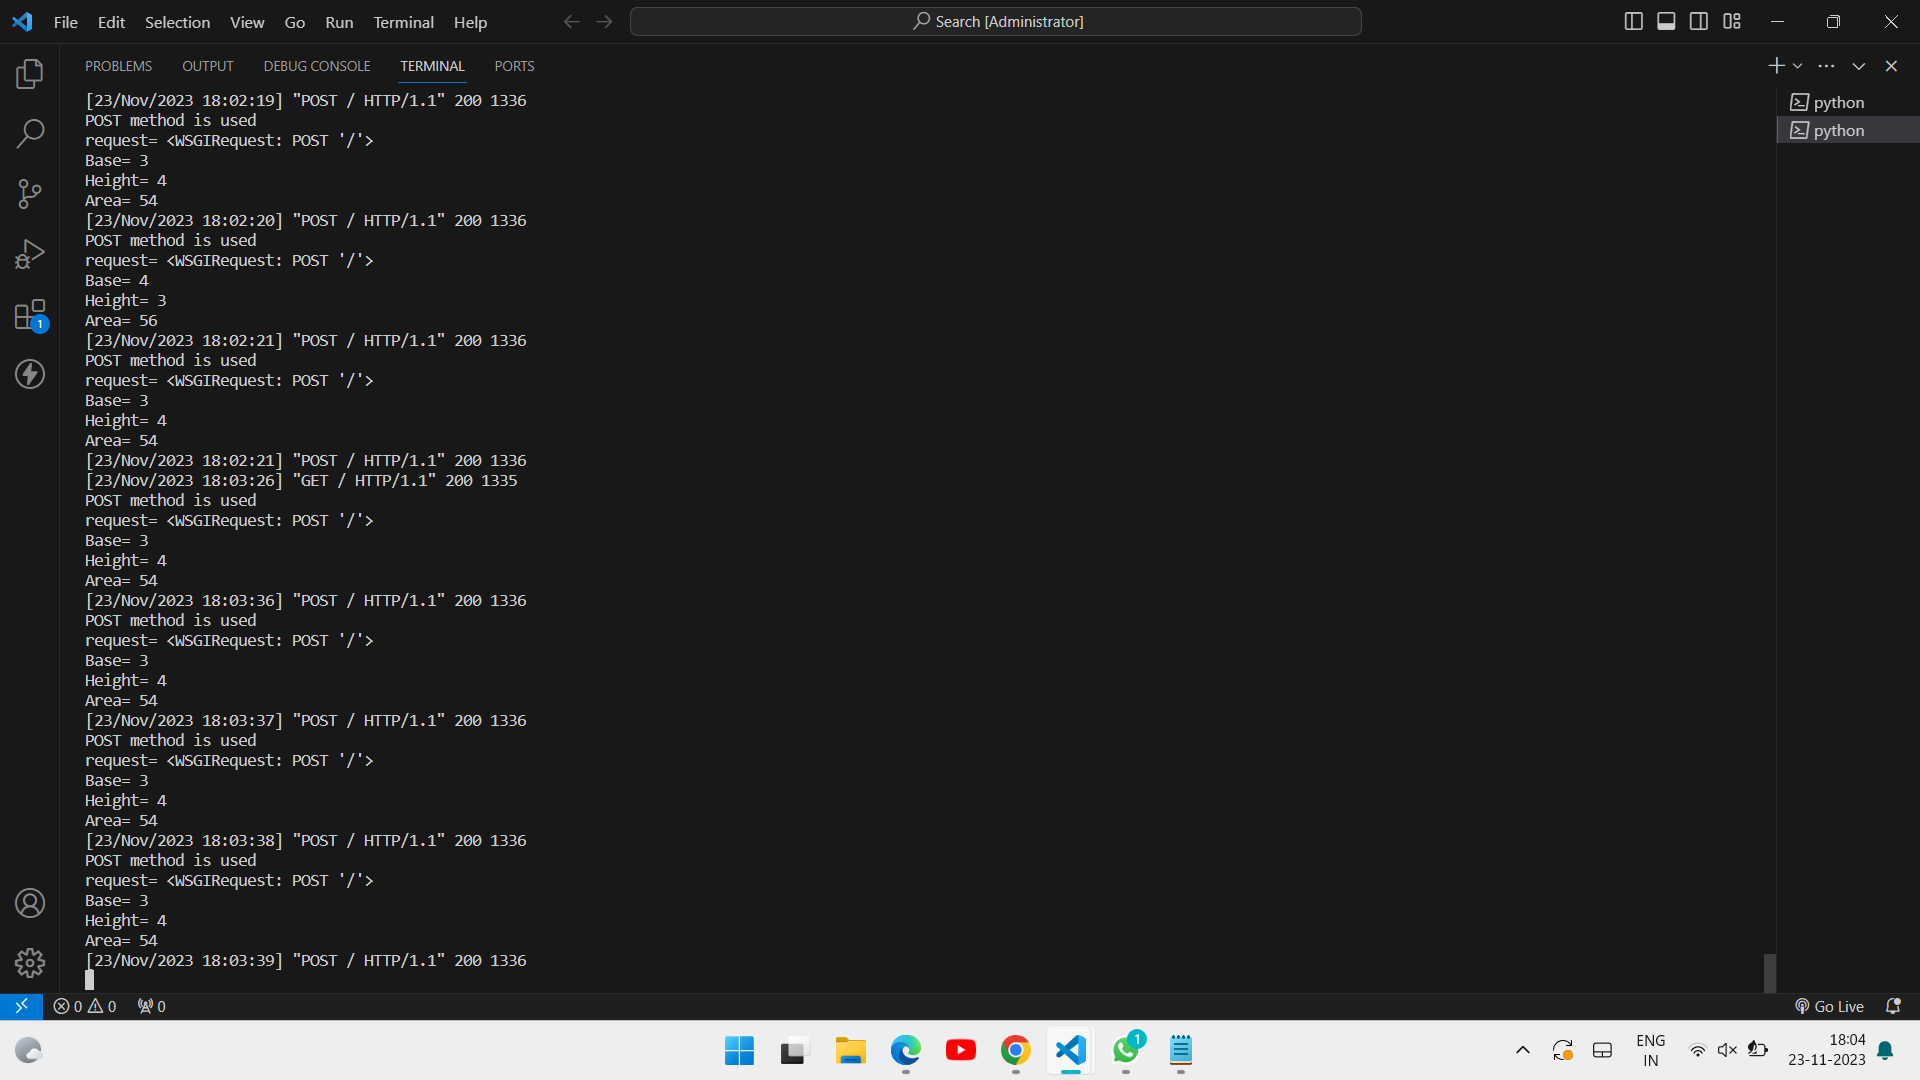 File Edit Selection View Go Run Terminal Help
Search [Administrator]
PROBLEMS OUTPUT DEBUG CONSOLE TERMINAL PORTS
[23/Nov/2023 18:02:19] "POST / HTTP/1.1" 200 1336
POST method is used
request= <WSGIRequest: POST '/'>
Base= 3
Height= 4
Area= 54
[23/Nov/2023 18:02:20] "POST / HTTP/1.1" 200 1336
POST method is used
request= <WSGIRequest: POST '/'>
Base= 4
Height= 3
Area= 56
[23/Nov/2023 18:02:21] "POST / HTTP/1.1" 200 1336
POST method is used
request= <WSGIRequest: POST '/'>
Base= 3
Height= 4
Area= 54
[23/Nov/2023 18:02:21] "POST / HTTP/1.1" 200 1336
[23/Nov/2023 18:03:26] "GET / HTTP/1.1" 200 1335
POST method is used
request= <WSGIRequest: POST '/'>
Base= 3
Height= 4
Area= 54
[23/Nov/2023 18:03:36] "POST / HTTP/1.1" 200 1336
POST method is used
request= <WSGIRequest: POST '/'>
Base= 3
Height= 4
Area= 54
[23/Nov/2023 18:03:37] "POST / HTTP/1.1" 200 1336
POST method is used
request= <WSGIRequest: POST '/'>
Base= 3
Height= 4
Area= 54
[23/Nov/2023 18:03:38] "POST / HTTP/1.1" 200 1336
POST method is used
request= <WSGIRequest: POST '/'>
Base= 3
Height= 4
Area= 54
[23/Nov/2023 18:03:39] "POST / HTTP/1.1" 200 1336
python
python
1
0 0 0
Go Live
1
ENG
IN
18:04
23-11-2023